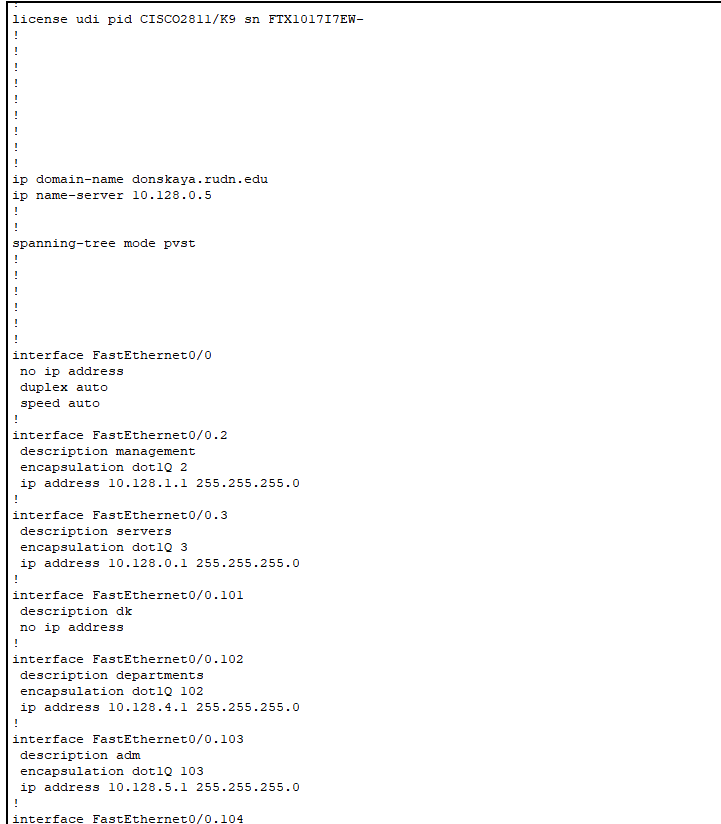 !
license udi pid CISCO2811/K9 sn FTX1017I7EW-
!
!
!
!
!
!
!
!
!
ip domain-name donskaya.rudn.edu
ip name-server 10.128.0.5
!
!
spanning-tree mode pvst
!
!
!
!
!
!
interface FastEthernet0/0
 no ip address
 duplex auto
 speed auto
!
interface FastEthernet0/0.2
 description management
 encapsulation dot1Q 2
 ip address 10.128.1.1 255.255.255.0
!
interface FastEthernet0/0.3
 description servers
 encapsulation dot1Q 3
 ip address 10.128.0.1 255.255.255.0
!
interface FastEthernet0/0.101
 description dk
 no ip address
!
interface FastEthernet0/0.102
 description departments
 encapsulation dot1Q 102
 ip address 10.128.4.1 255.255.255.0
!
interface FastEthernet0/0.103
 description adm
 encapsulation dot1Q 103
 ip address 10.128.5.1 255.255.255.0
!
interface FastEthernet0/0.104